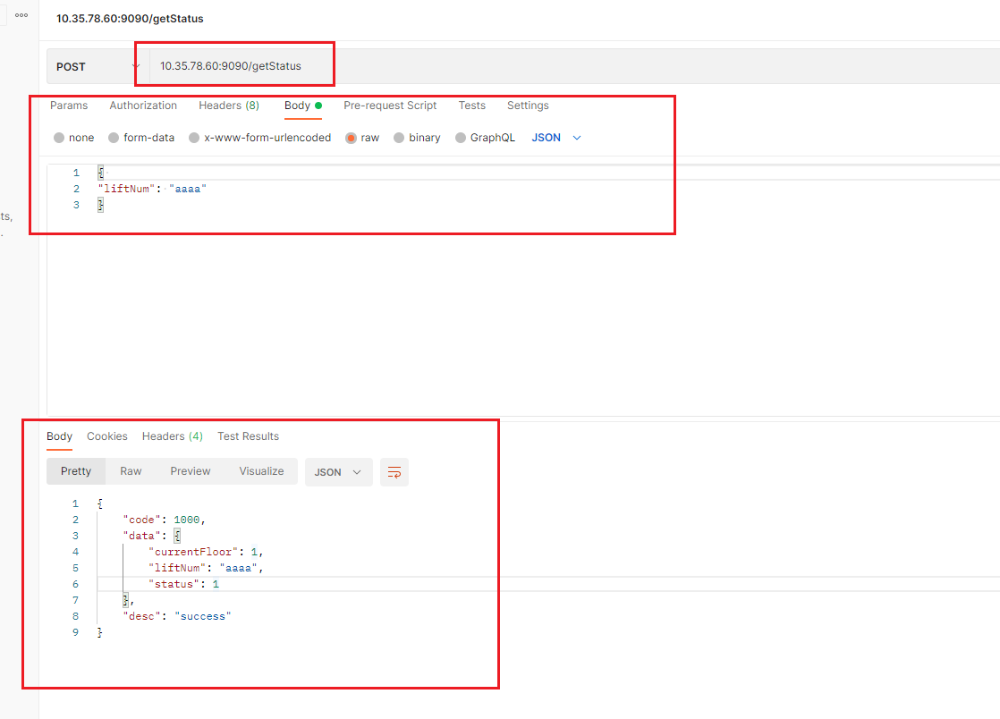 10.35.78.60:9090/getStatus
POST 10.35.78.60:9090/getStatus
Params Authorization Headers (8) Body Pre-request Script Tests Settings
none form-data x-www-form-urlencoded raw binary GraphQL JSON
1 {
2 "liftNum": "aaaa"
3 }
ts,
.
Body Cookies Headers (4) Test Results
Pretty Raw Preview Visualize JSON
1 {
2 "code": 1000,
3 "data": {
4 "currentFloor": 1,
5 "liftNum": "aaaa",
6 "status": 1
7 },
8 "desc": "success"
9 }